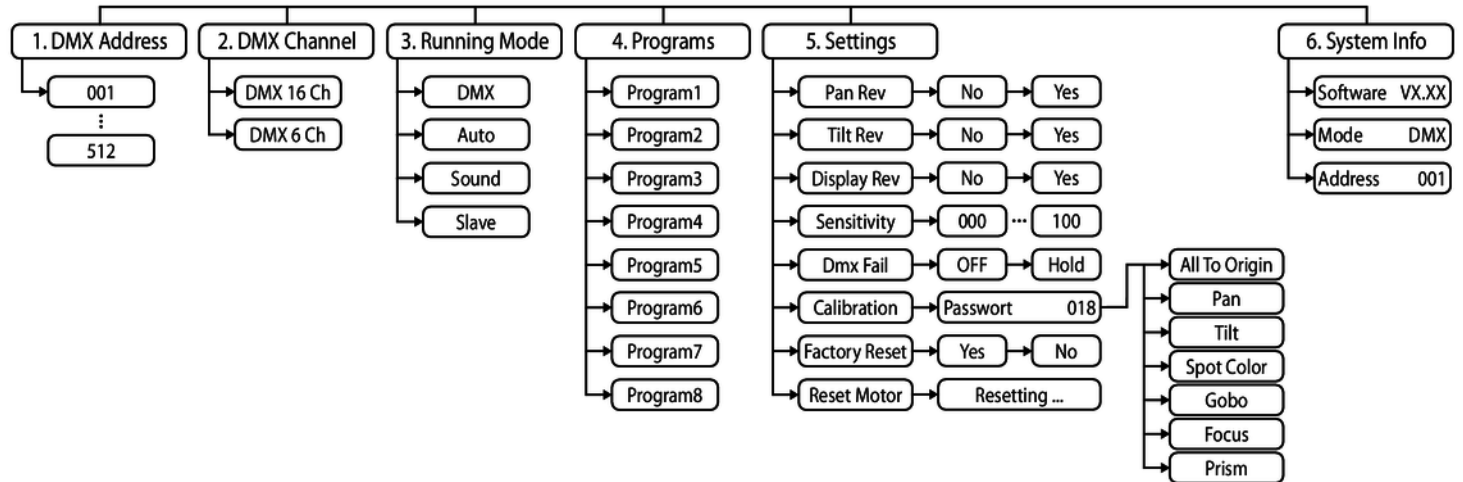 1. DMX Address
001
⋮
512
2. DMX Channel
DMX 16 Ch
DMX 6 Ch
3. Running Mode
DMX
Auto
Sound
Slave
4. Programs
Program1
Program2
Program3
Program4
Program5
Program6
Program7
Program8
5. Settings
Pan Rev No Yes
Tilt Rev No Yes
Display Rev No Yes
Sensitivity 000 ··· 100
Dmx Fail OFF Hold
Calibration Passwort 018
All To Origin
Pan
Tilt
Spot Color
Gobo
Focus
Prism
Factory Reset Yes No
Reset Motor Resetting ...
6. System Info
Software VX.XX
Mode DMX
Address 001